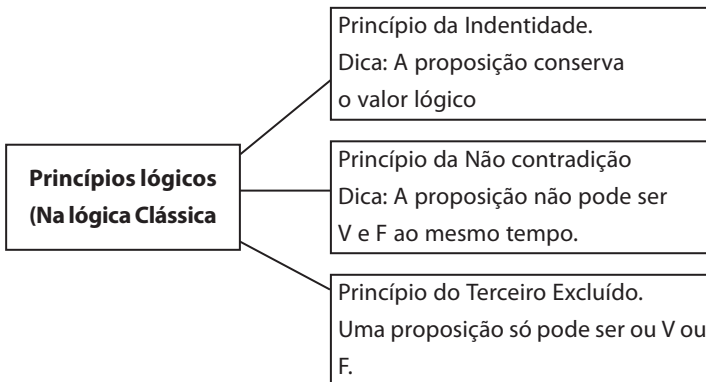 Princípios lógicos
(Na lógica Clássica
Princípio da Indentidade.
Dica: A proposição conserva
o valor lógico
Princípio da Não contradição
Dica: A proposição não pode ser
V e F ao mesmo tempo.
Princípio do Terceiro Excluído.
Uma proposição só pode ser ou V ou
F.